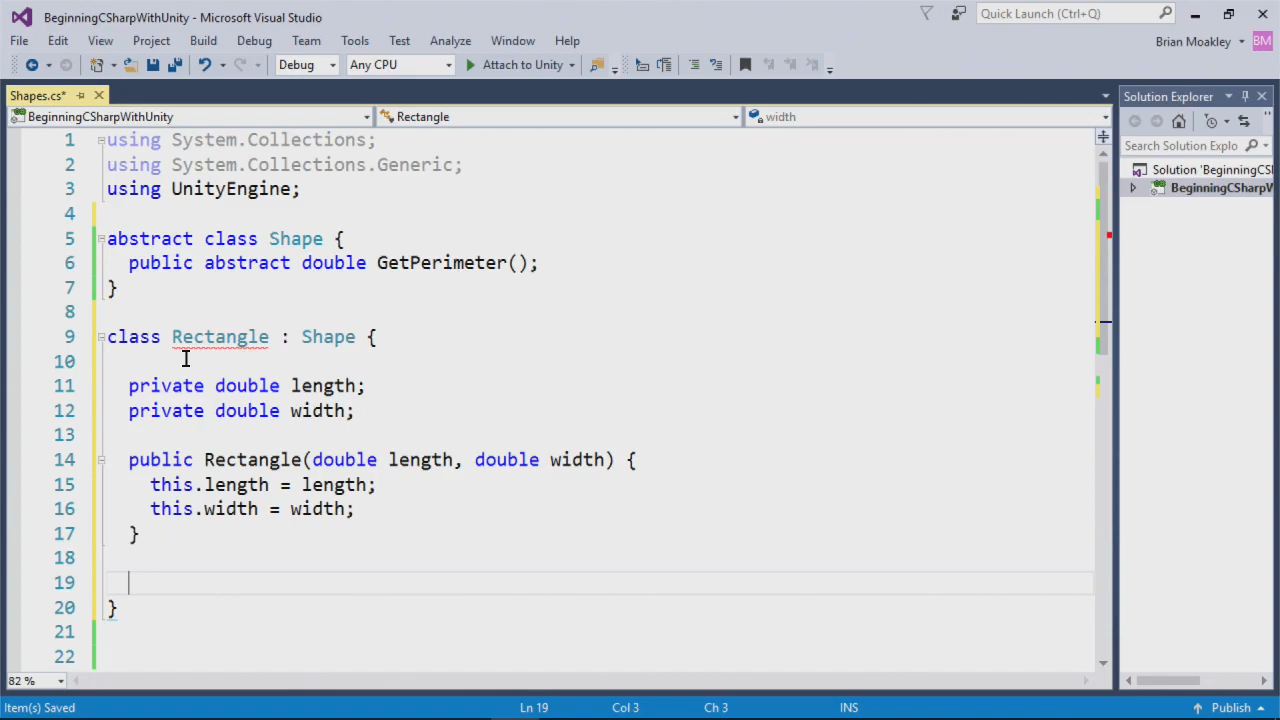 BeginningCSharpWithUnity - Microsoft Visual Studio
Quick Launch (Ctrl+Q)
File Edit View Project Build Debug Team Tools Test Analyze Window Help
Brian Moakley BM
Debug Any CPU Attach to Unity
Shapes.cs*
Solution Explorer
BeginningCSharpWithUnity Rectangle width
Search Solution Explo
Solution 'BeginningCS
BeginningCSharpW
1 using System.Collections;
2 using System.Collections.Generic;
3 using UnityEngine;
4
5 abstract class Shape {
6 public abstract double GetPerimeter();
7 }
8
9 class Rectangle : Shape {
10
11 private double length;
12 private double width;
13
14 public Rectangle(double length, double width) {
15 this.length = length;
16 this.width = width;
17 }
18
19
20 }
21
22
82 %
Item(s) Saved Ln 19 Col 3 Ch 3 INS Publish